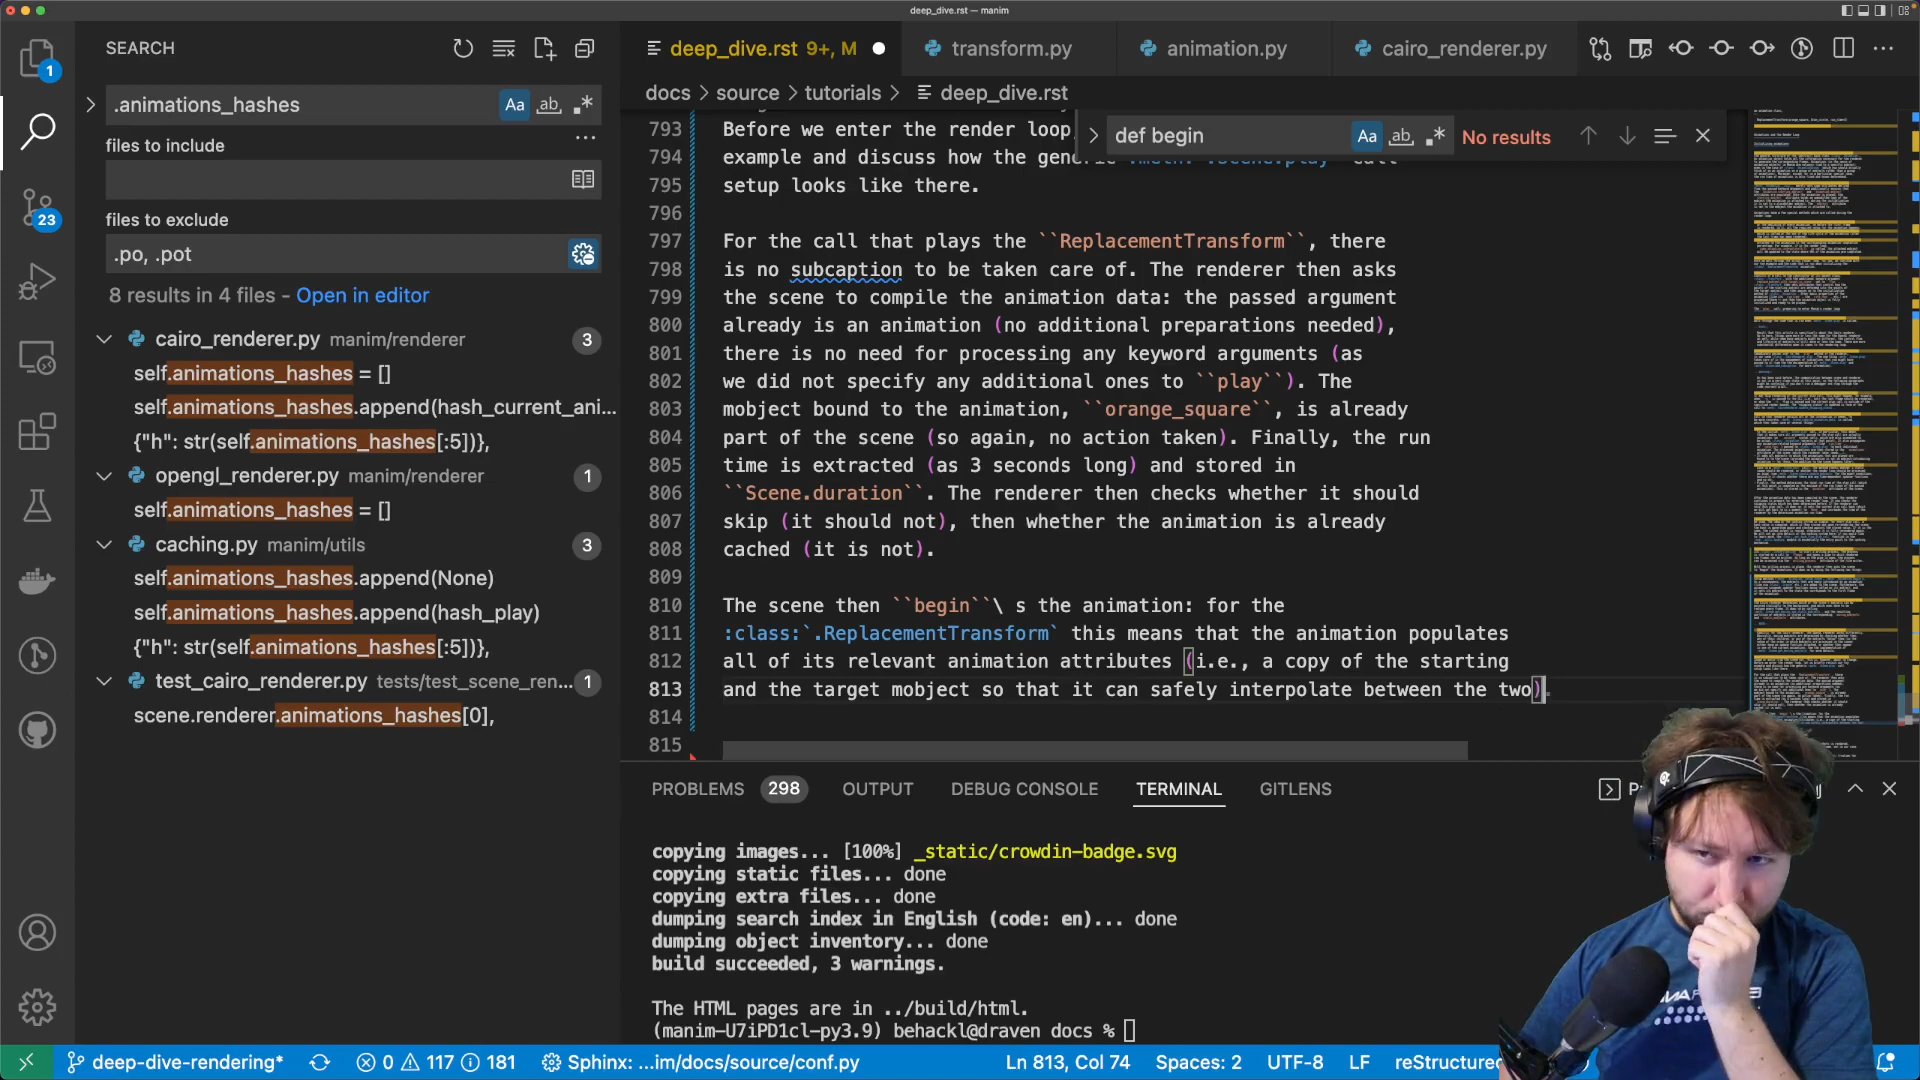 deep_dive.rst — manim
SEARCH
deep_dive.rst 9+, M
transform.py
animation.py
cairo_renderer.py
1
.animations_hashes
Aa
ab
files to include
files to exclude
.po, .pot
23
8 results in 4 files - Open in editor
cairo_renderer.py manim/renderer 3
self.animations_hashes = []
self.animations_hashes.append(hash_current_ani...
{"h": str(self.animations_hashes[:5])},
opengl_renderer.py manim/renderer 1
self.animations_hashes = []
caching.py manim/utils 3
self.animations_hashes.append(None)
self.animations_hashes.append(hash_play)
{"h": str(self.animations_hashes[:5])},
test_cairo_renderer.py tests/test_scene_ren... 1
scene.renderer.animations_hashes[0],
docs > source > tutorials > deep_dive.rst
def begin
Aa
ab
No results
793 Before we enter the render loop
794 example and discuss how the generic :meth:`.Scene.play` call
795 setup looks like there.
796
797 For the call that plays the ``ReplacementTransform``, there
798 is no subcaption to be taken care of. The renderer then asks
799 the scene to compile the animation data: the passed argument
800 already is an animation (no additional preparations needed),
801 there is no need for processing any keyword arguments (as
802 we did not specify any additional ones to ``play``). The
803 mobject bound to the animation, ``orange_square``, is already
804 part of the scene (so again, no action taken). Finally, the run
805 time is extracted (as 3 seconds long) and stored in
806 ``Scene.duration``. The renderer then checks whether it should
807 skip (it should not), then whether the animation is already
808 cached (it is not).
809
810 The scene then ``begin``\ s the animation: for the
811 :class:`.ReplacementTransform` this means that the animation populates
812 all of its relevant animation attributes (i.e., a copy of the starting
813 and the target mobject so that it can safely interpolate between the two)
814
815
PROBLEMS 298 OUTPUT DEBUG CONSOLE TERMINAL GITLENS
copying images... [100%] _static/crowdin-badge.svg
copying static files... done
copying extra files... done
dumping search index in English (code: en)... done
dumping object inventory... done
build succeeded, 3 warnings.
The HTML pages are in ../build/html.
(manim-U7iPD1cl-py3.9) behackl@draven docs %
deep-dive-rendering* 0 117 181 Sphinx: ...im/docs/source/conf.py Ln 813, Col 74 Spaces: 2 UTF-8 LF reStructured